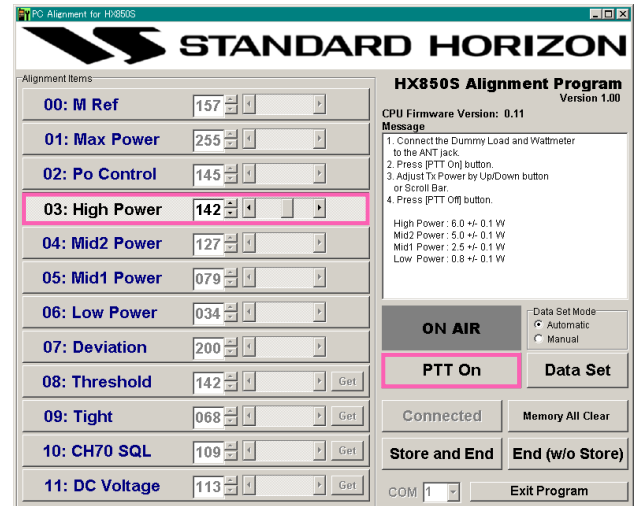 PC Alignment for HX850S
STANDARD HORIZON
Alignment Items
00: M Ref 157
01: Max Power 255
02: Po Control 145
03: High Power 142
04: Mid2 Power 127
05: Mid1 Power 079
06: Low Power 034
07: Deviation 200
08: Threshold 142 Get
09: Tight 068 Get
10: CH70 SQL 109 Get
11: DC Voltage 113 Get
HX850S Alignment Program
Version 1.00
CPU Firmware Version: 0.11
Message
1. Connect the Dummy Load and Wattmeter
to the ANT jack.
2. Press [PTT On] button.
3. Adjust Tx Power by Up/Down button
or Scroll Bar.
4. Press [PTT Off] button.
High Power : 6.0 +/- 0.1 W
Mid2 Power : 5.0 +/- 0.1 W
Mid1 Power : 2.5 +/- 0.1 W
Low Power : 0.8 +/- 0.1 W
ON AIR
Data Set Mode
Automatic
Manual
PTT On
Data Set
Connected
Memory All Clear
Store and End
End (w/o Store)
COM 1
Exit Program